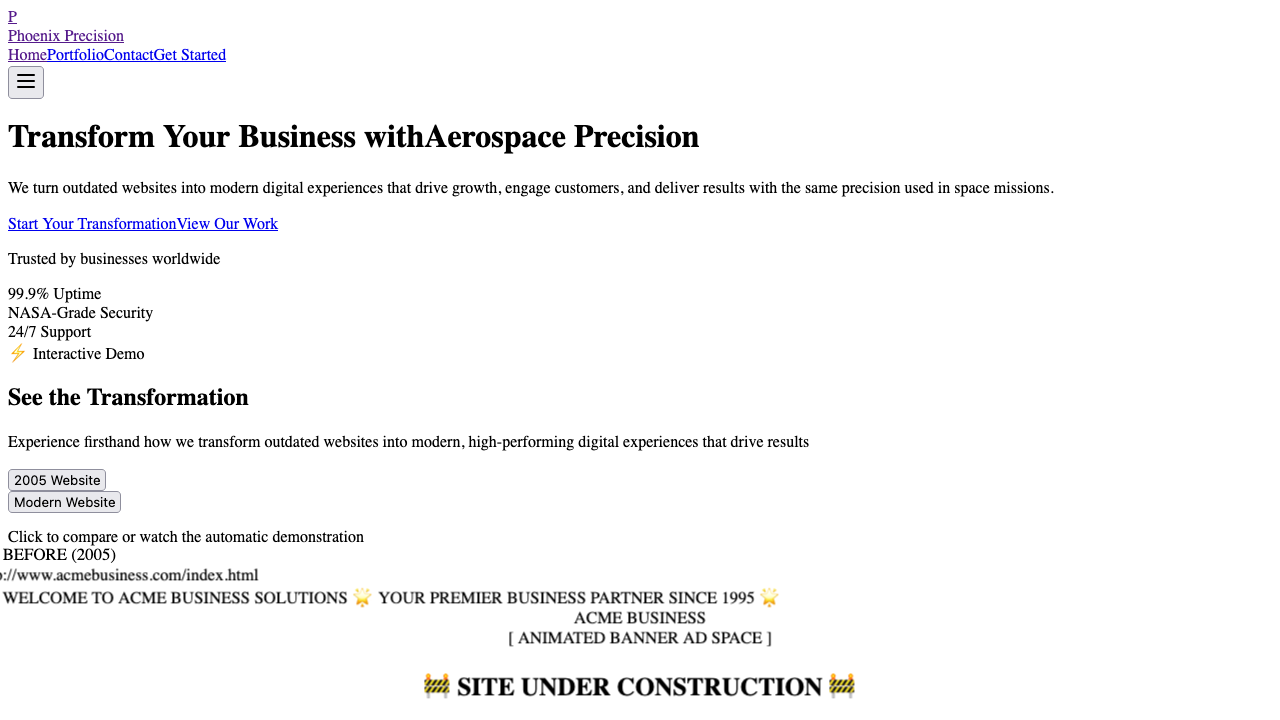 P
Phoenix Precision
HomePortfolioContactGet Started
Transform Your Business withAerospace Precision
We turn outdated websites into modern digital experiences that drive growth, engage customers, and deliver results with the same precision used in space missions.
Start Your TransformationView Our Work
Trusted by businesses worldwide
99.9% Uptime
NASA-Grade Security
24/7 Support
⚡ Interactive Demo
See the Transformation
Experience firsthand how we transform outdated websites into modern, high-performing digital experiences that drive results
2005 Website
Modern Website
Click to compare or watch the automatic demonstration
BEFORE (2005)
://www.acmebusiness.com/index.html
WELCOME TO ACME BUSINESS SOLUTIONS 🌟 YOUR PREMIER BUSINESS PARTNER SINCE 1995 🌟
ACME BUSINESS
[ ANIMATED BANNER AD SPACE ]
🚧 SITE UNDER CONSTRUCTION 🚧